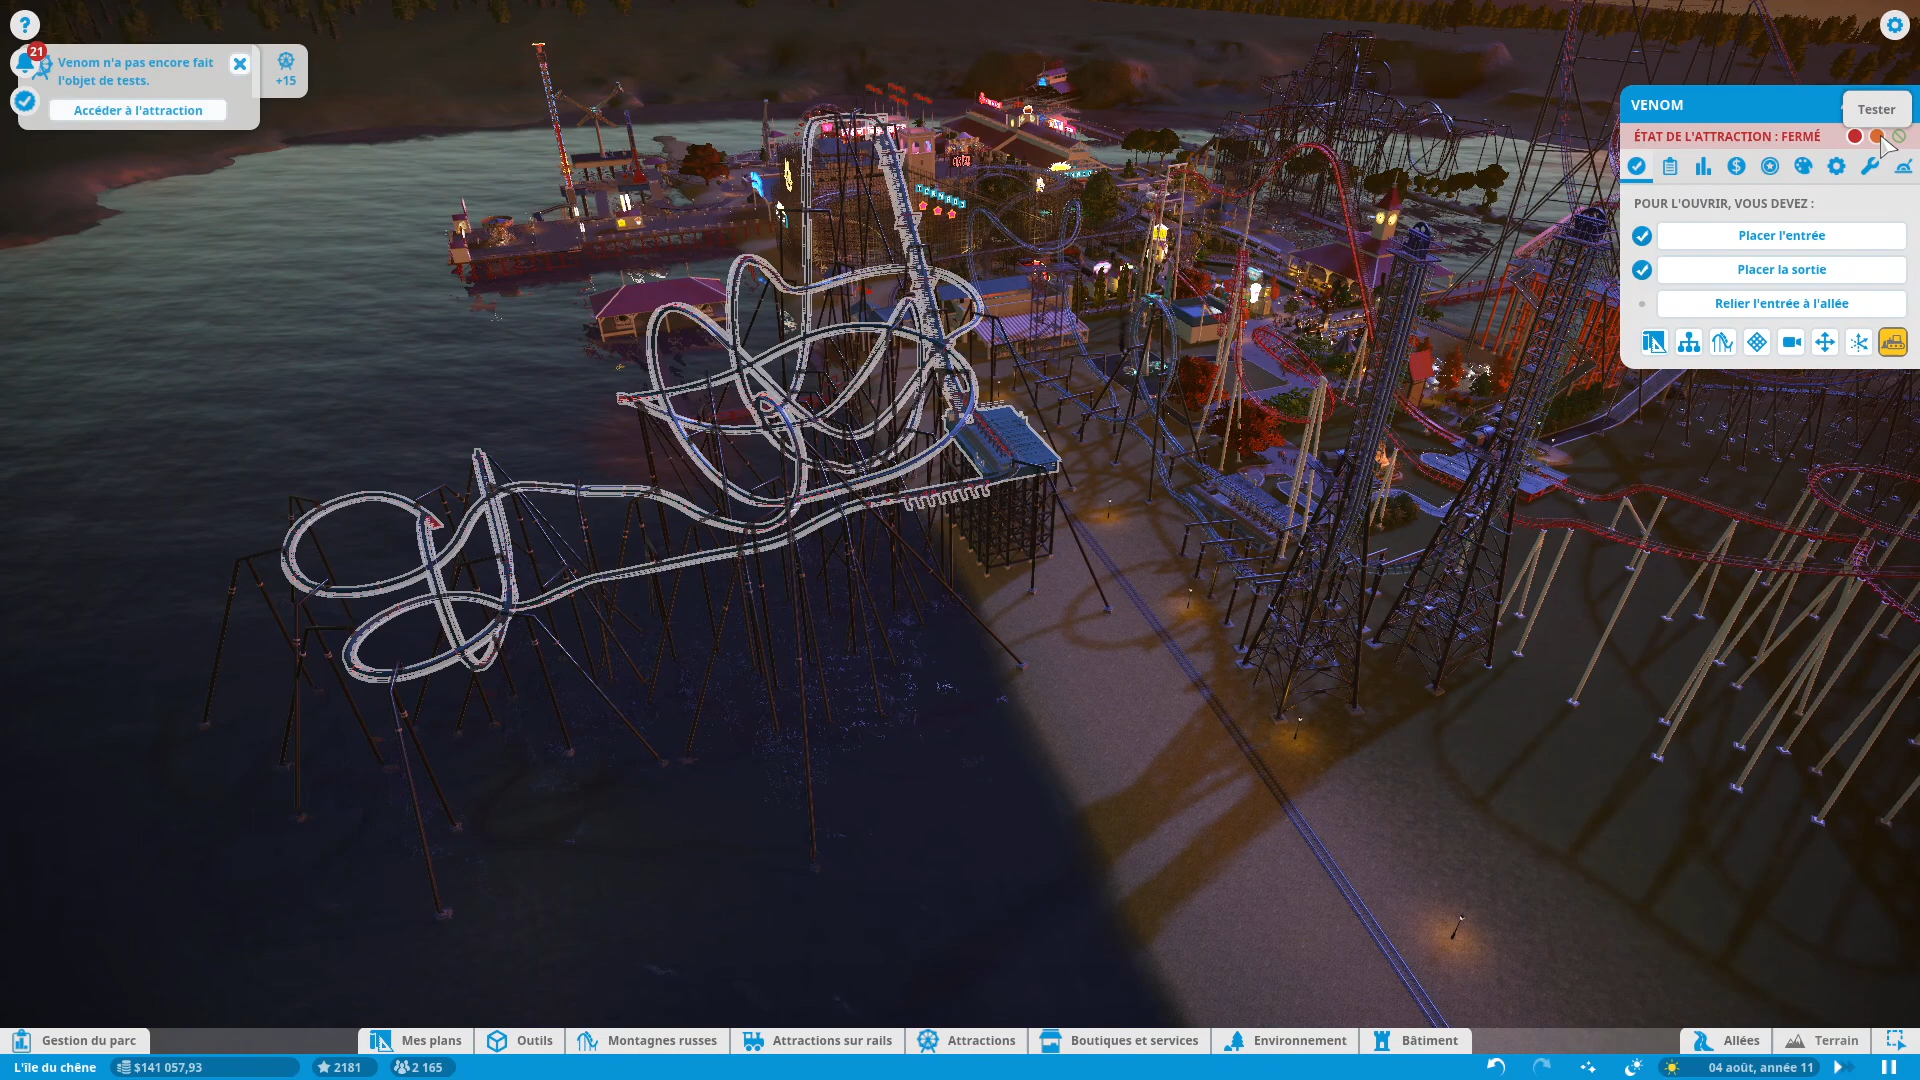 ?
21
Venom n'a pas encore fait
l'objet de tests.
Accéder à l'attraction
+15
VENOM
Tester
ÉTAT DE L'ATTRACTION : FERMÉ
POUR L'OUVRIR, VOUS DEVEZ :
Placer l'entrée
Placer la sortie
Relier l'entrée à l'allée
Gestion du parc
Mes plans
Outils
Montagnes russes
Attractions sur rails
Attractions
Boutiques et services
Environnement
Bâtiment
Allées
Terrain
L'île du chêne
$141 057,93
2181
2 165
04 août, année 11